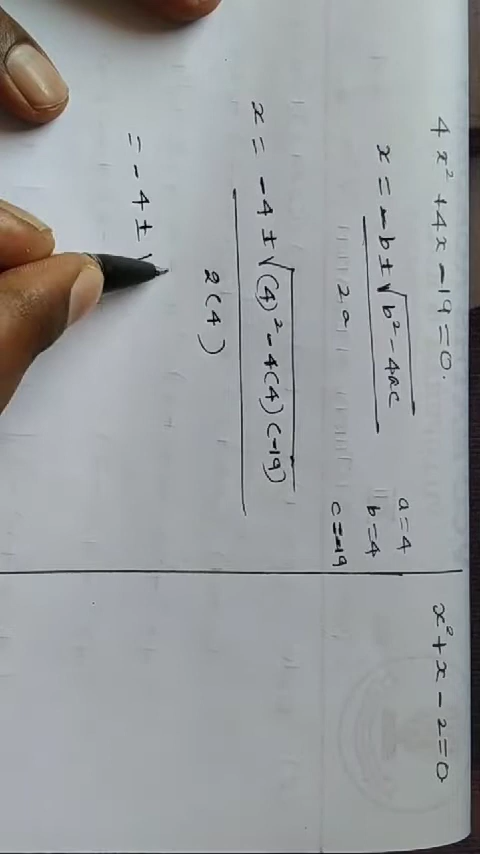 4x² + 4x - 19 = 0.
x = -b ± √b² - 4ac
2a
a = 4
b = 4
c = -19
x = -4 ± √(4)² - 4(4)(-19)
2(4)
= -4 ±
x² + x - 2 = 0